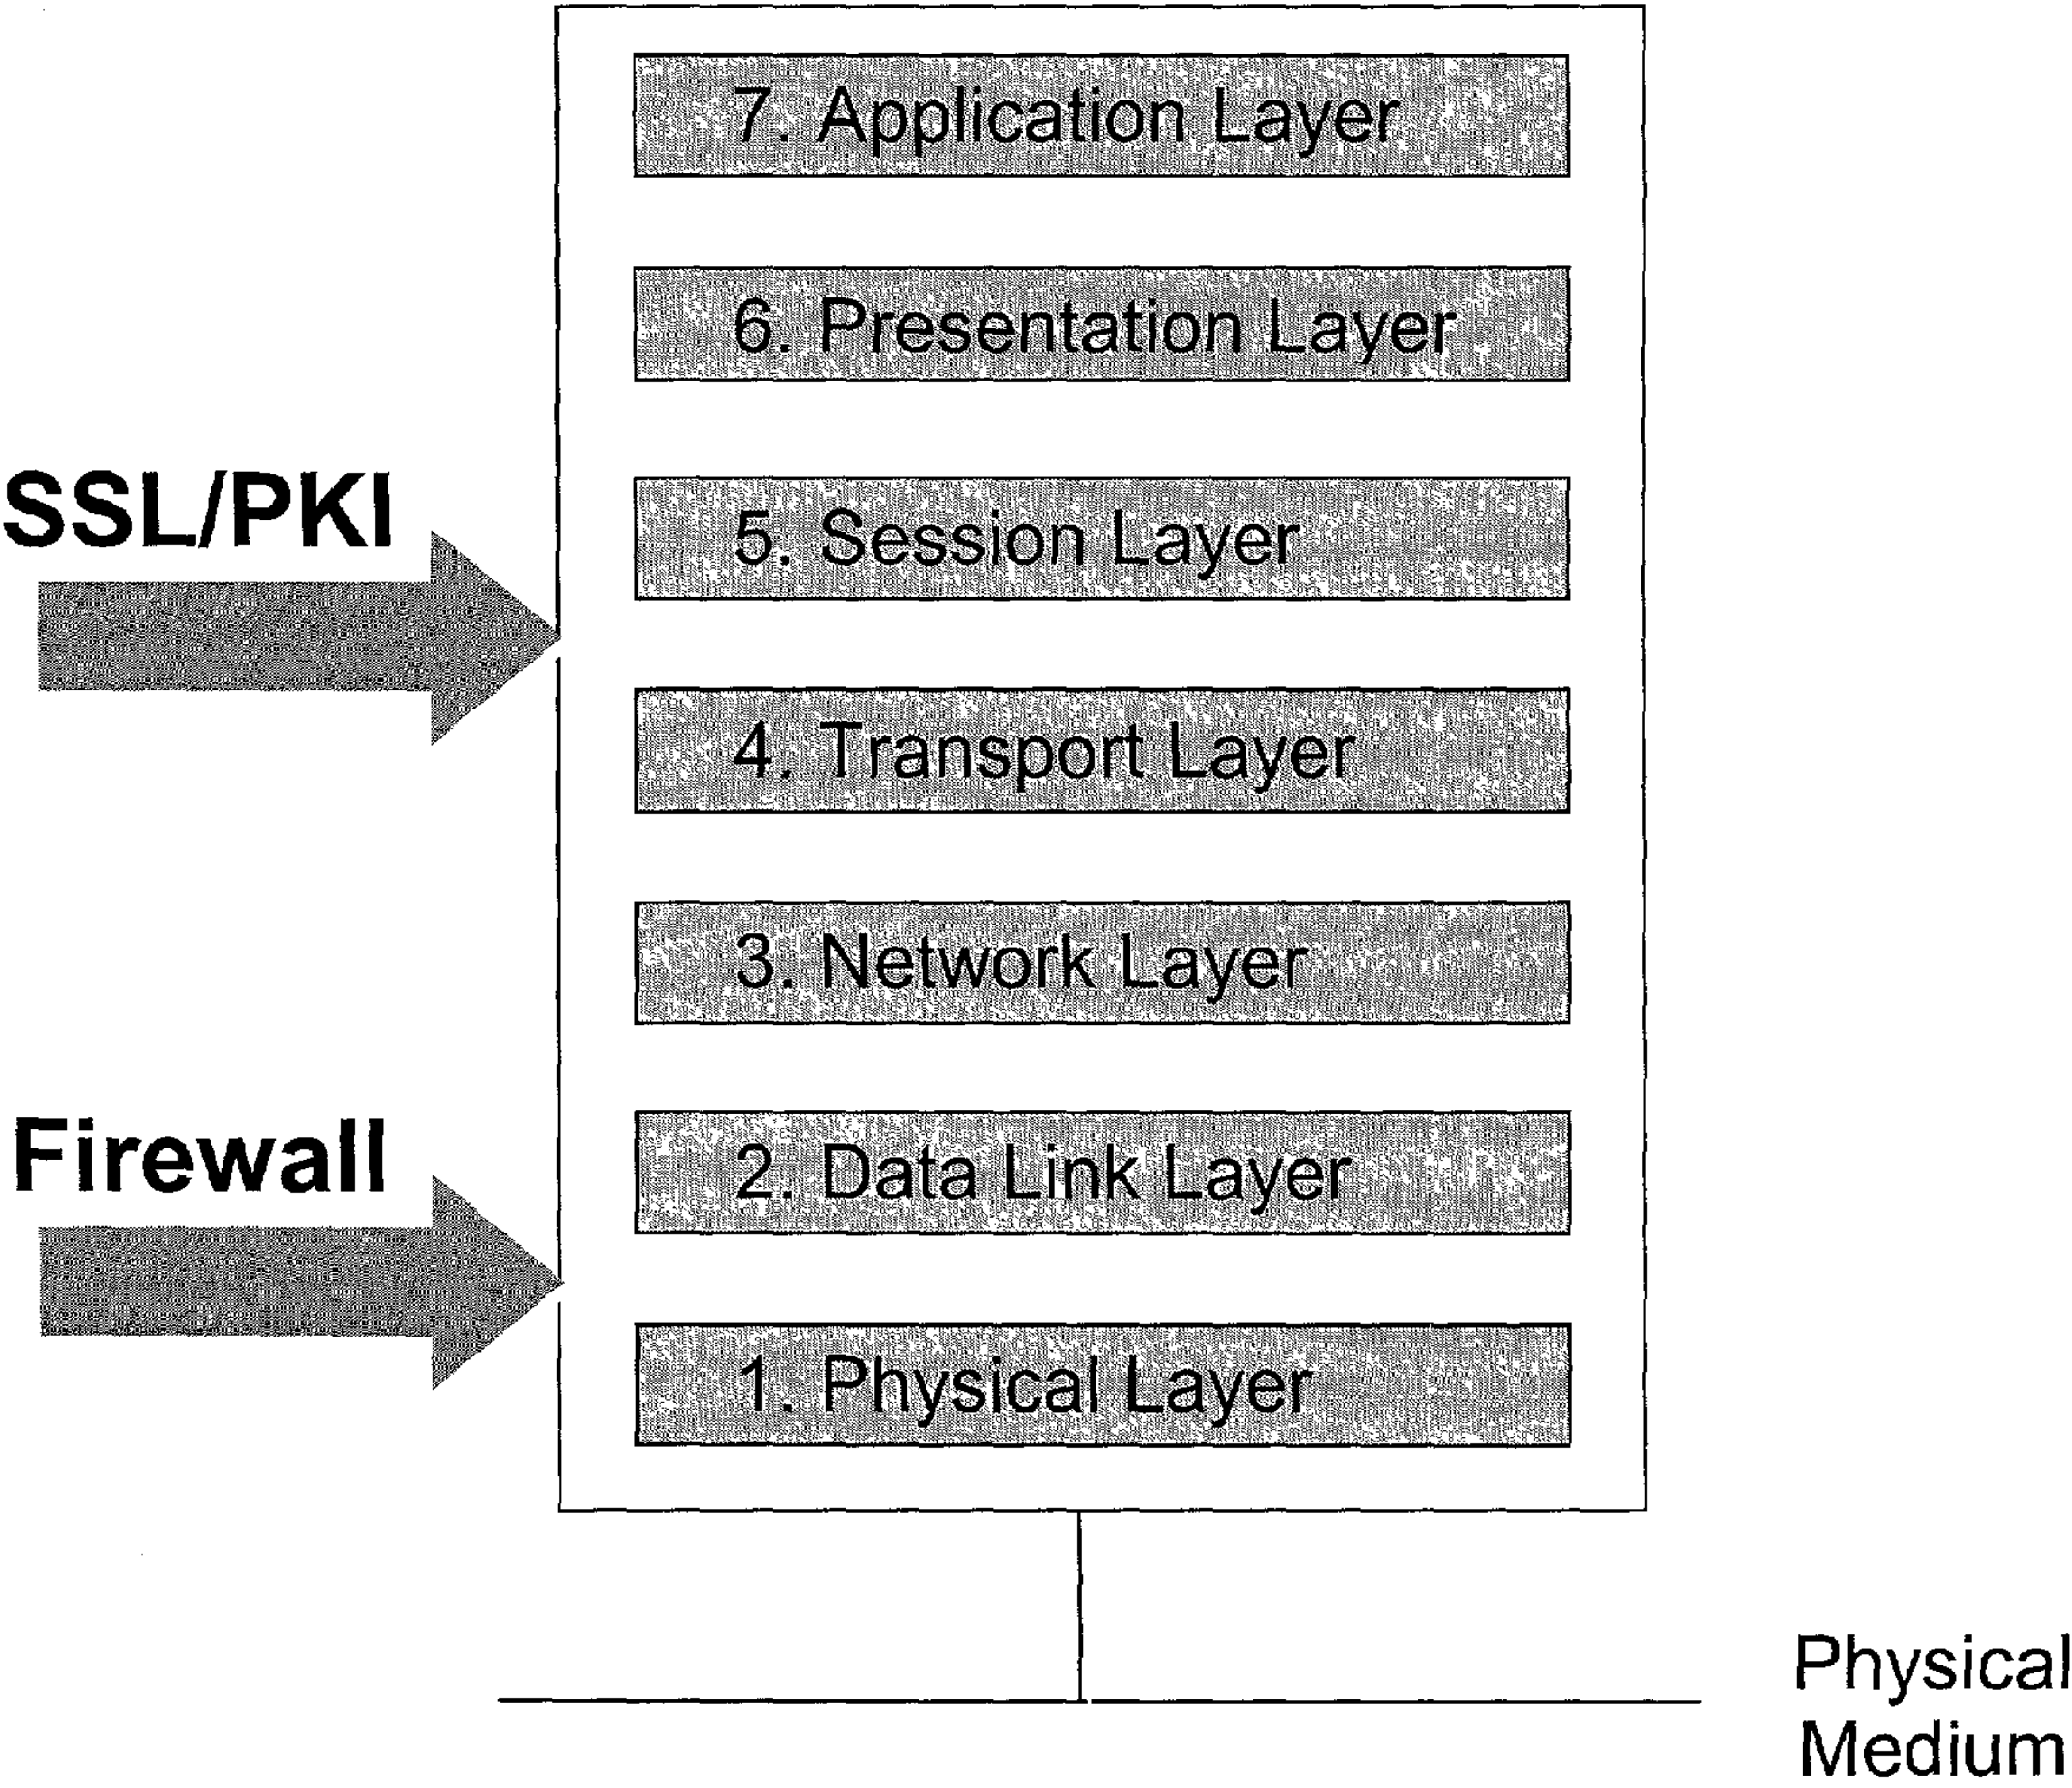 7. Application Layer
6. Presentation Layer
SSL/PKI
5. Session Layer
4. Transport Layer
3. Network Layer
Firewall
2. Data Link Layer
1. Physical Layer
Physical
Medium